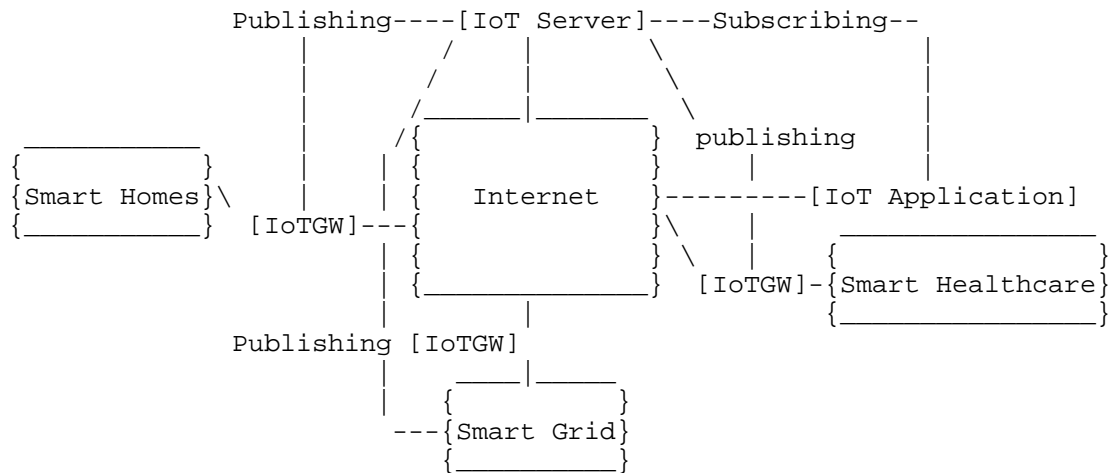 Publishing----[IoT Server]----Subscribing--
publishing
Smart Homes
Internet
[IoT Application]
[IoTGW]
[IoTGW]
Smart Healthcare
Publishing [IoTGW]
Smart Grid